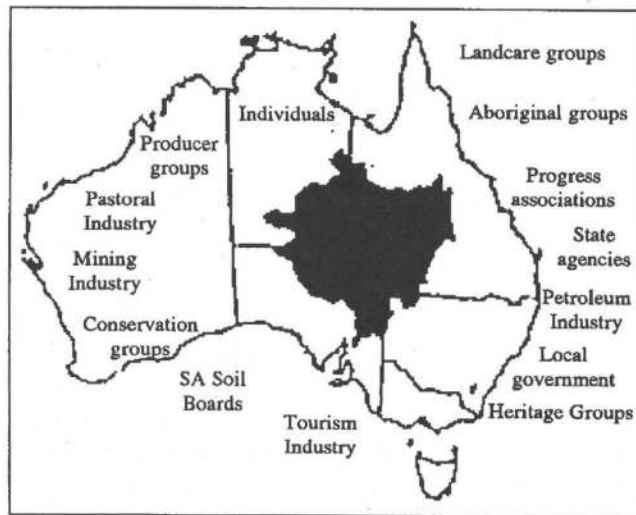 Landcare groups
Individuals
Aboriginal groups
Producer
groups
Progress
associations
Pastoral
Industry
State
agencies
Mining
Industry
Petroleum
Industry
Conservation
groups
Local
government
SA Soil
Boards
Heritage Groups
Tourism
Industry